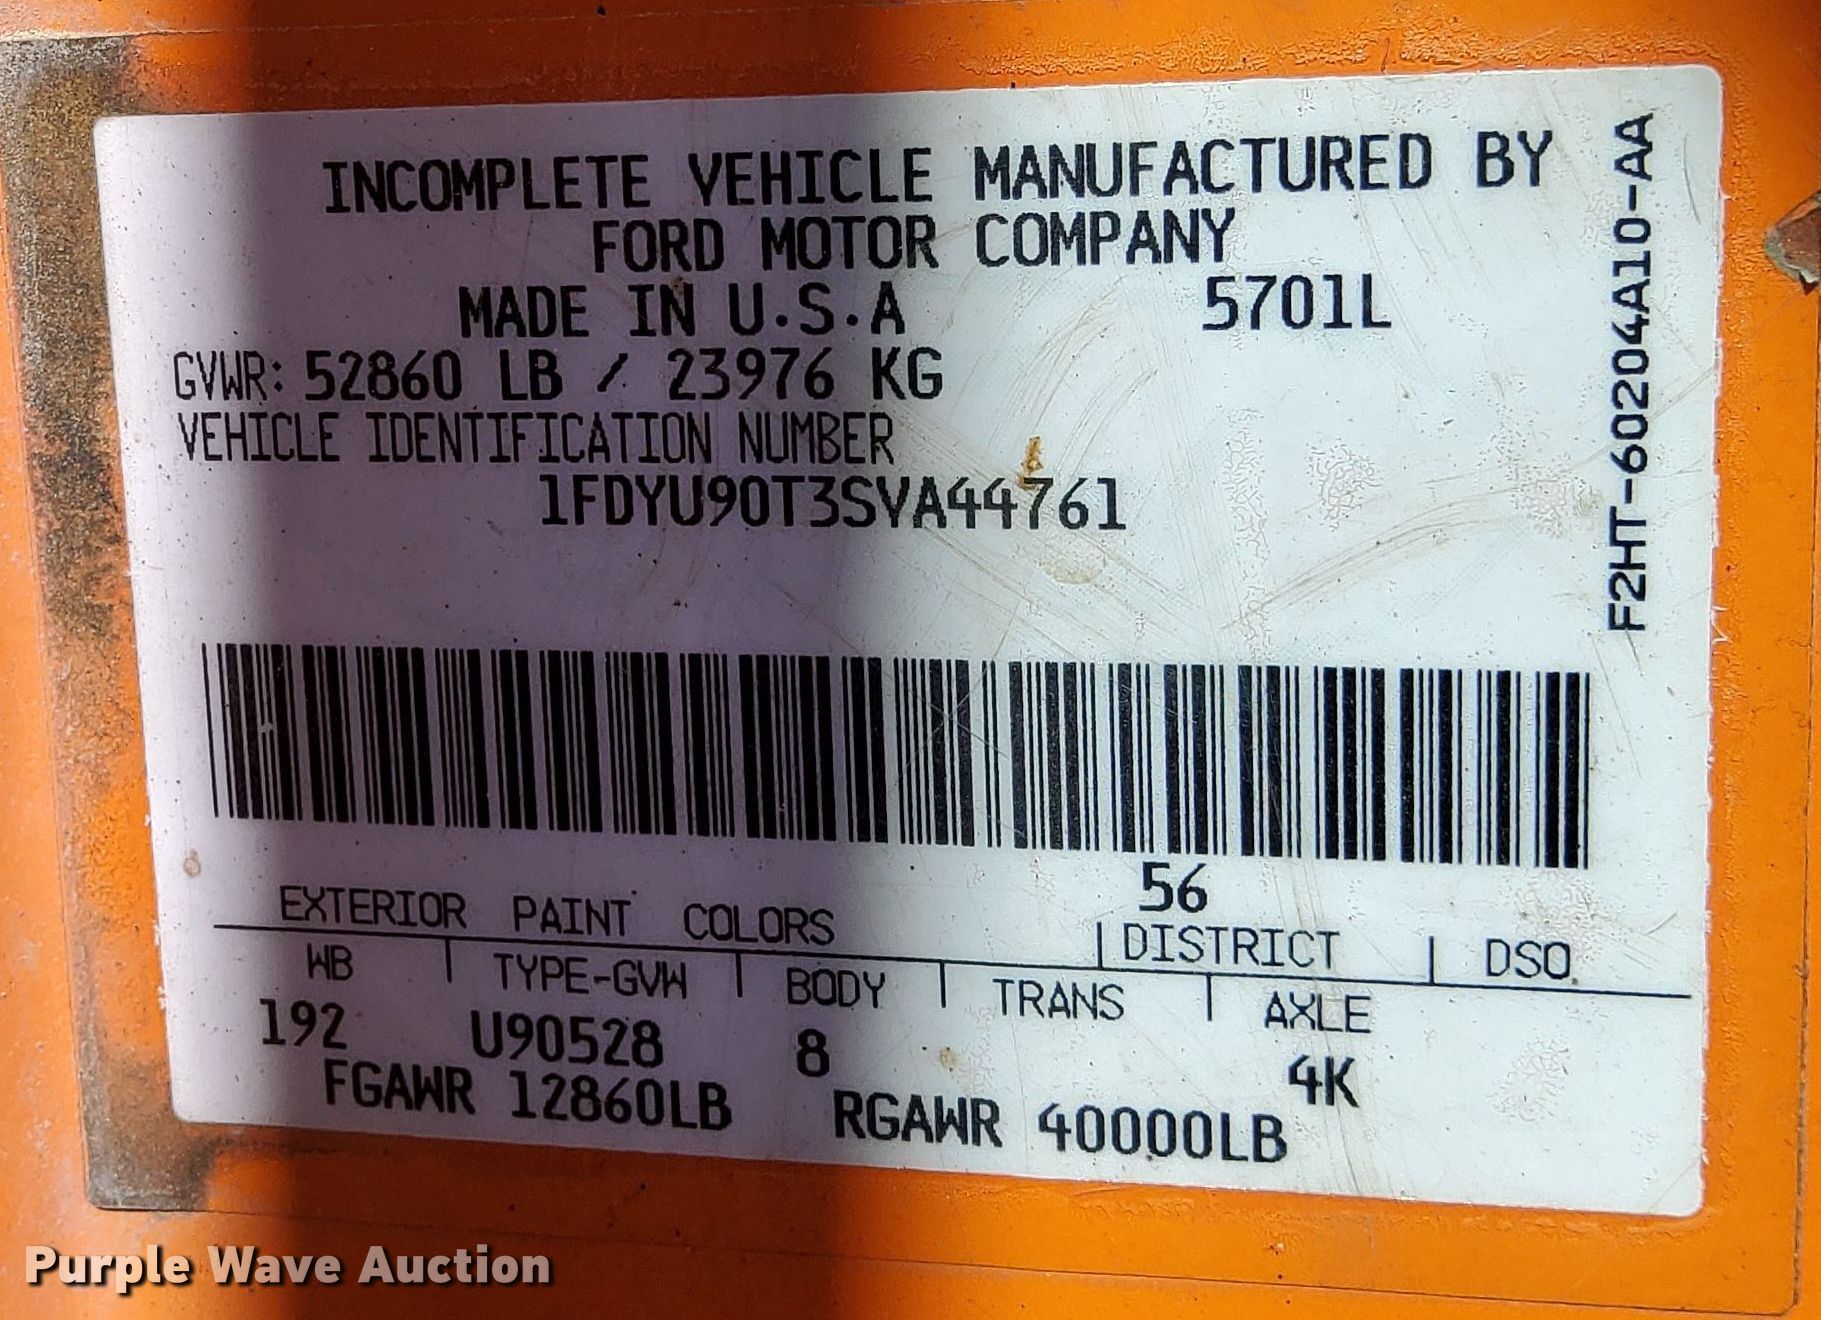 INCOMPLETE VEHICLE MANUFACTURED BY
FORD MOTOR COMPANY
MADE IN U.S.A 5701L
GVWR: 52860 LB / 23976 KG
VEHICLE IDENTIFICATION NUMBER
1FDYU90T3SVA44761
F2HT-60204A10-AA
56
EXTERIOR PAINT COLORS | DISTRICT | DSO
WB | TYPE-GVW | BODY | TRANS | AXLE
192 U90528 8 4K
FGAWR 12860LB RGAWR 40000LB
Purple Wave Auction